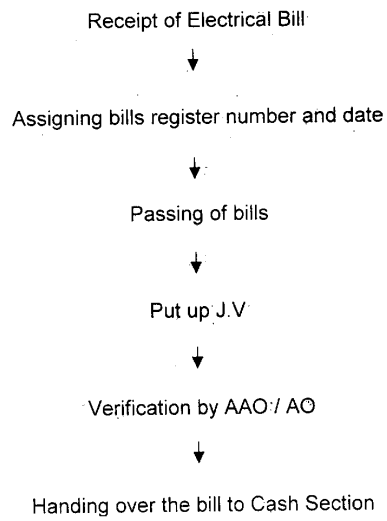 Receipt of Electrical Bill
Assigning bills register number and date
Passing of bills
Put up J.V
Verification by AAO / AO
Handing over the bill to Cash Section